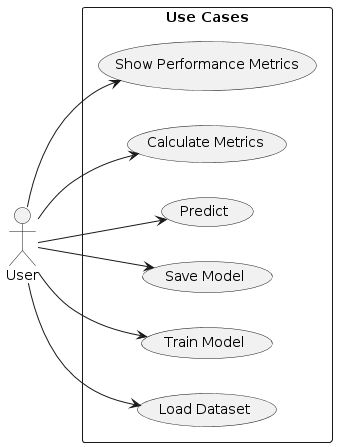 Use Cases
Show Performance Metrics
Calculate Metrics
Predict
Save Model
User
Train Model
Load Dataset